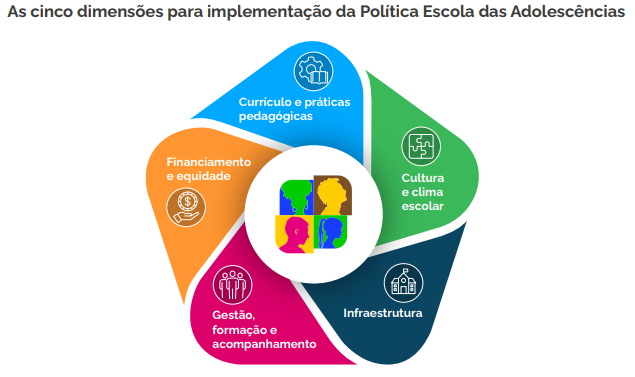 As cinco dimensões para implementação da Política Escola das Adolescências
Currículo e práticas
pedagógicas
Cultura
e clima
escolar
Infraestrutura
Gestão,
formação e
acompanhamento
Financiamento
e equidade